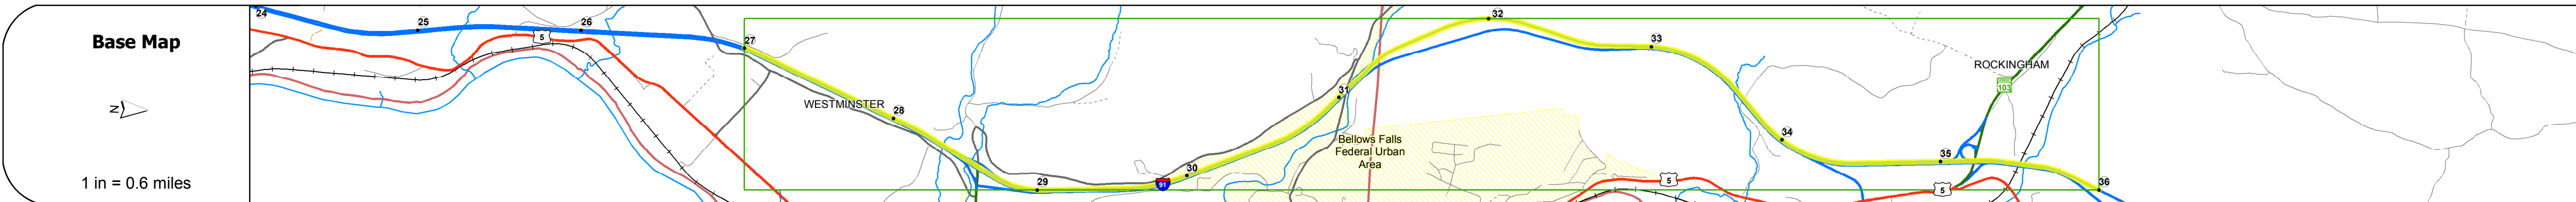 Base Map
N
1 in = 0.6 miles
24
25
26
5
27
WESTMINSTER
28
29
91
30
31
Bellows Falls
Federal Urban
Area
32
33
5
34
ROCKINGHAM
103
35
5
36